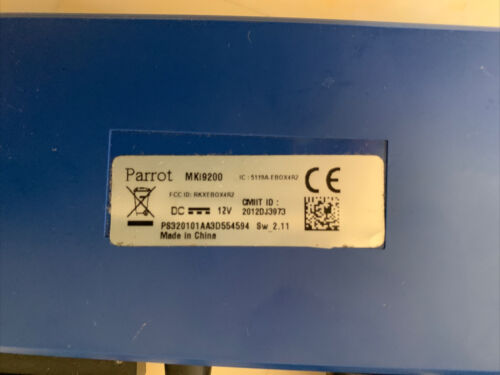 Parrot MKi9200 IC : 5119A-EBOX4R2
FCC ID: RKXEBOX4R2
CMIIT ID :
DC 12V 2012DJ3973
PS320101AA3D554594 Sw_2.11
Made in China
CE